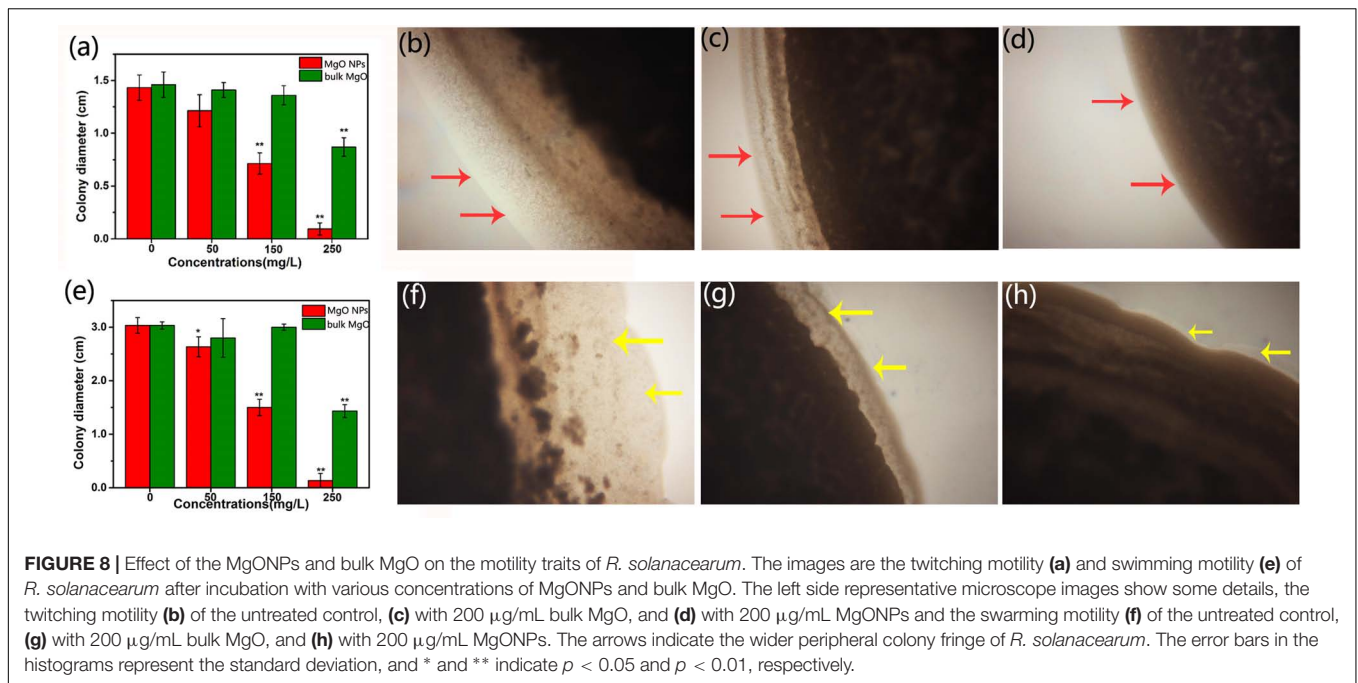 (a)
MgO NPs
bulk MgO
Colony diameter (cm)
1.5
1.0
0.5
0.0
**
**
**
0 50 150 250
Concentrations(mg/L)
(b)
(c)
(d)
(e)
MgO NPs
bulk MgO
Colony diameter (cm)
3.0
2.0
1.0
0.0
*
**
**
**
0 50 150 250
Concentrations(mg/L)
(f)
(g)
(h)
FIGURE 8 | Effect of the MgONPs and bulk MgO on the motility traits of R. solanacearum. The images are the twitching motility (a) and swimming motility (e) of
R. solanacearum after incubation with various concentrations of MgONPs and bulk MgO. The left side representative microscope images show some details, the
twitching motility (b) of the untreated control, (c) with 200 μg/mL bulk MgO, and (d) with 200 μg/mL MgONPs and the swarming motility (f) of the untreated control,
(g) with 200 μg/mL bulk MgO, and (h) with 200 μg/mL MgONPs. The arrows indicate the wider peripheral colony fringe of R. solanacearum. The error bars in the
histograms represent the standard deviation, and * and ** indicate p < 0.05 and p < 0.01, respectively.